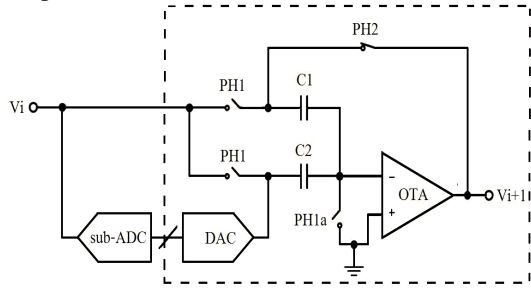 PH2
PH1
C1
Vi
PH1
C2
−
OTA
Vi+1
PH1a
+
sub-ADC
DAC